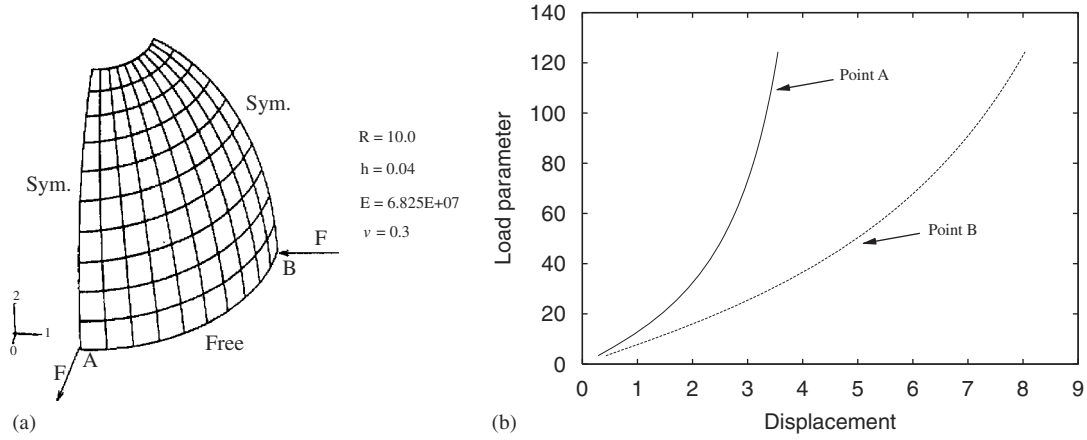 Sym.
Sym.
R = 10.0
h = 0.04
E = 6.825E+07
ν = 0.3
F
B
2
1
0
A
F
Free
(a)
140
120
100
80
60
40
20
0
Load parameter
Point A
Point B
0 1 2 3 4 5 6 7 8 9
Displacement
(b)